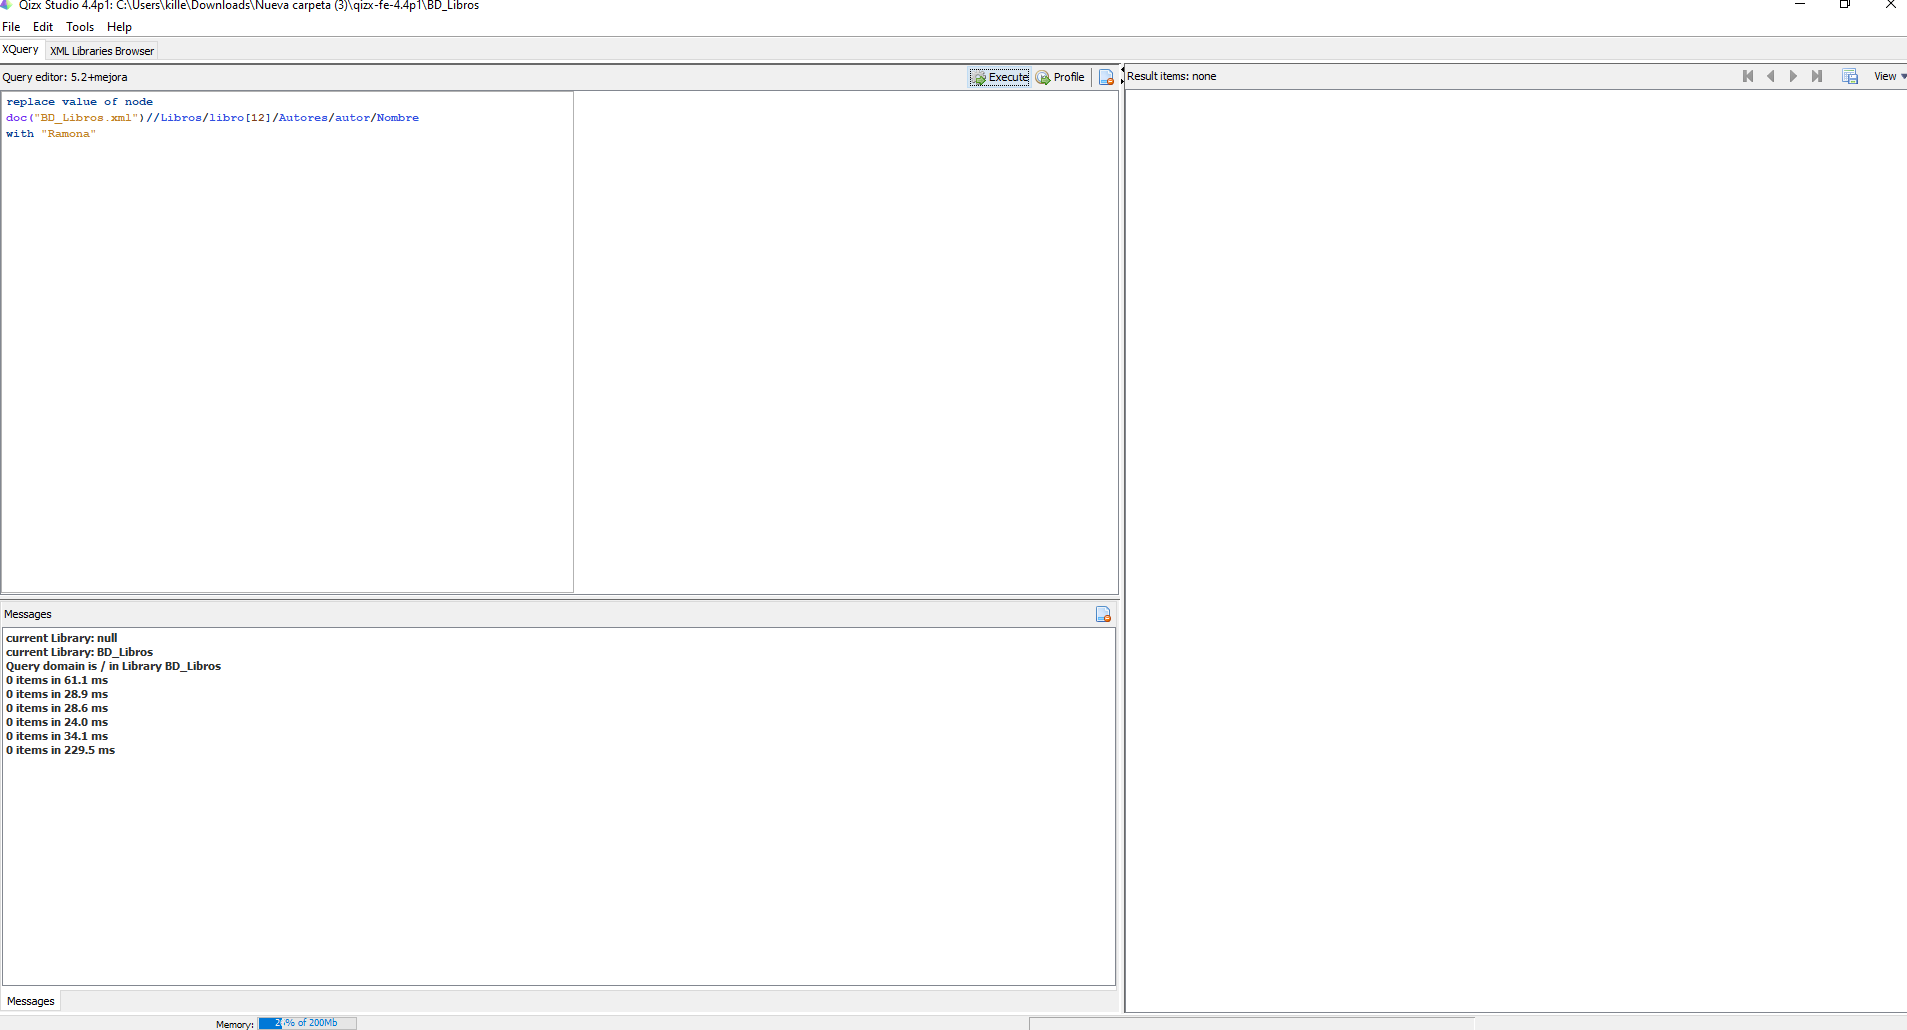 Qizx Studio 4.4p1: C:\Users\kille\Downloads\Nueva carpeta (3)\qizx-fe-4.4p1\BD_Libros
File Edit Tools Help
XQuery XML Libraries Browser
Query editor: 5.2+mejora Execute Profile
replace value of node
doc("BD_Libros.xml")//Libros/libro[12]/Autores/autor/Nombre
with "Ramona"
Result items: none View
Messages
current Library: null
current Library: BD_Libros
Query domain is / in Library BD_Libros
0 items in 61.1 ms
0 items in 28.9 ms
0 items in 28.6 ms
0 items in 24.0 ms
0 items in 34.1 ms
0 items in 229.5 ms
Messages
Memory: % of 200Mb